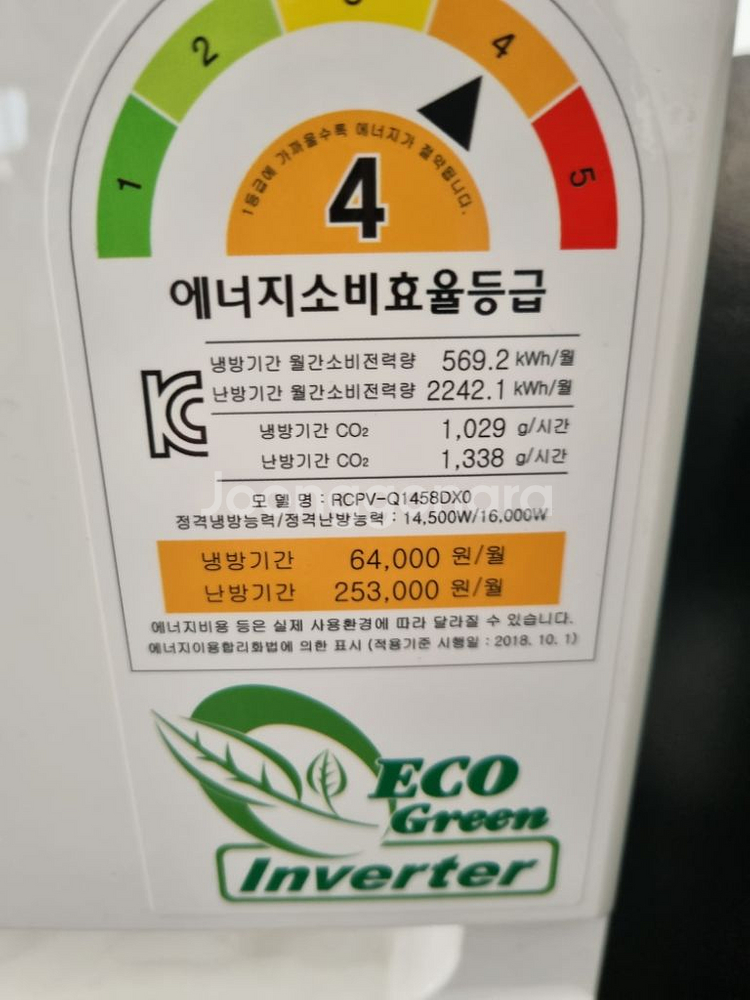 1
2
3
4
5
1등급에 가까울수록 에너지가 절약됩니다.
4
에너지소비효율등급
냉방기간 월간소비전력량 569.2 kWh/월
난방기간 월간소비전력량 2242.1 kWh/월
냉방기간 CO₂ 1,029 g/시간
난방기간 CO₂ 1,338 g/시간
Joonggonara
모 델 명 : RCPV-Q1458DX0
정격냉방능력/정격난방능력 : 14,500W/16,000W
냉방기간 64,000 원/월
난방기간 253,000 원/월
에너지비용 등은 실제 사용환경에 따라 달라질 수 있습니다.
에너지이용합리화법에 의한 표시 (적용기준 시행일 : 2018. 10. 1)
ECO
Green
Inverter